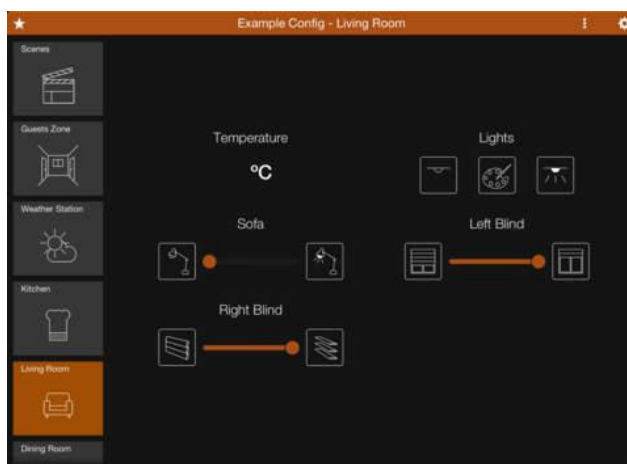 Example Config - Living Room
Scenes
Guests Zone
Weather Station
Kitchen
Living Room
Dining Room
Temperature
Lights
ºC
Sofa
Left Blind
Right Blind